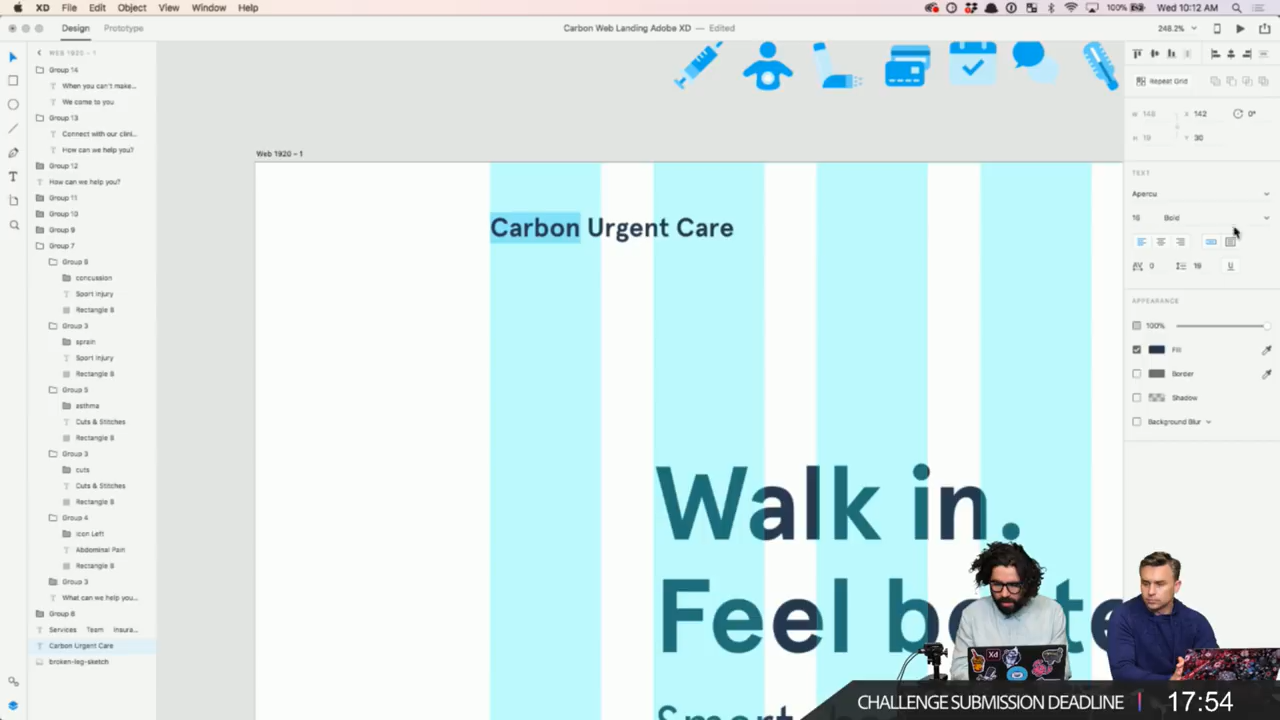 XD File Edit Object View Window Help
100% Wed 10:12 AM
Design Prototype
Carbon Web Landing Adobe XD — Edited
248.2%
WEB 1920 – 1
Group 14
When you can't make...
We come to you
Group 13
Connect with our clini...
How can we help you?
Group 12
How can we help you?
Group 11
Group 10
Group 9
Group 7
Group 8
concussion
Sport injury
Rectangle 8
Group 3
sprain
Sport injury
Rectangle 8
Group 5
asthma
Cuts & Stitches
Rectangle 8
Group 3
cuts
Cuts & Stitches
Rectangle 8
Group 4
Icon Left
Abdominal Pain
Rectangle 8
Group 3
What can we help you...
Group 6
Services Team Insura...
Carbon Urgent Care
broken-leg-sketch
Web 1920 – 1
Carbon Urgent Care
Walk in.
Feel be
Repeat Grid
W 148 X 142 0°
H 19 Y 30
TEXT
Apercu
16 Bold
0 19
APPEARANCE
100%
Fill
Border
Shadow
Background Blur
Xd
CHALLENGE SUBMISSION DEADLINE | 17:54